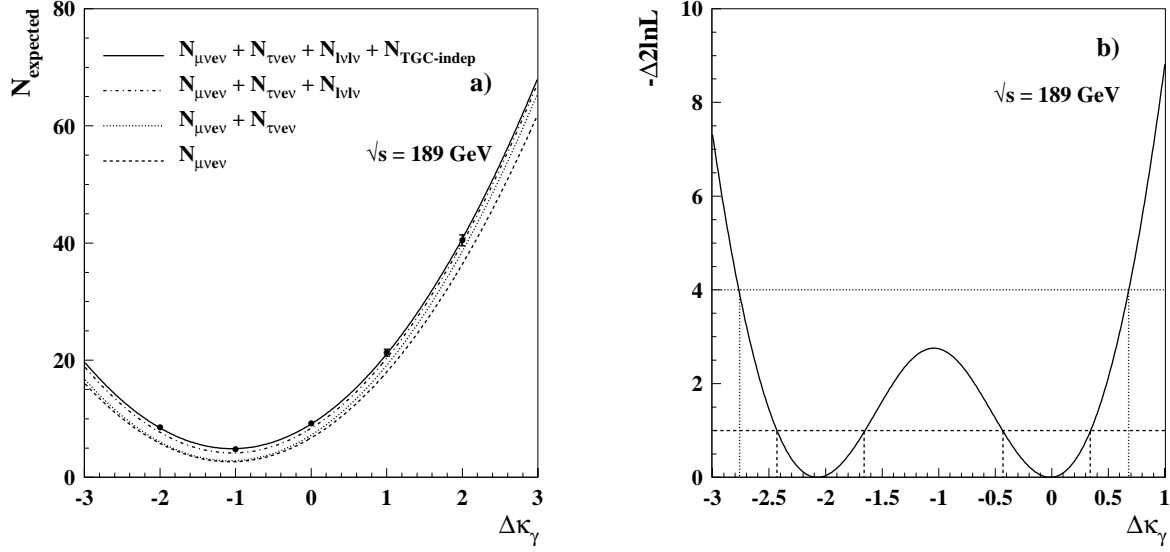 N_expected
80
60
40
20
0
N_μνeν + N_τνeν + N_lνlν + N_TGC-indep
N_μνeν + N_τνeν + N_lνlν
N_μνeν + N_τνeν
N_μνeν
a)
√s = 189 GeV
-3 -2 -1 0 1 2 3
Δκ_γ
-Δ2lnL
10
8
6
4
2
0
b)
√s = 189 GeV
-3 -2.5 -2 -1.5 -1 -0.5 0 0.5 1
Δκ_γ